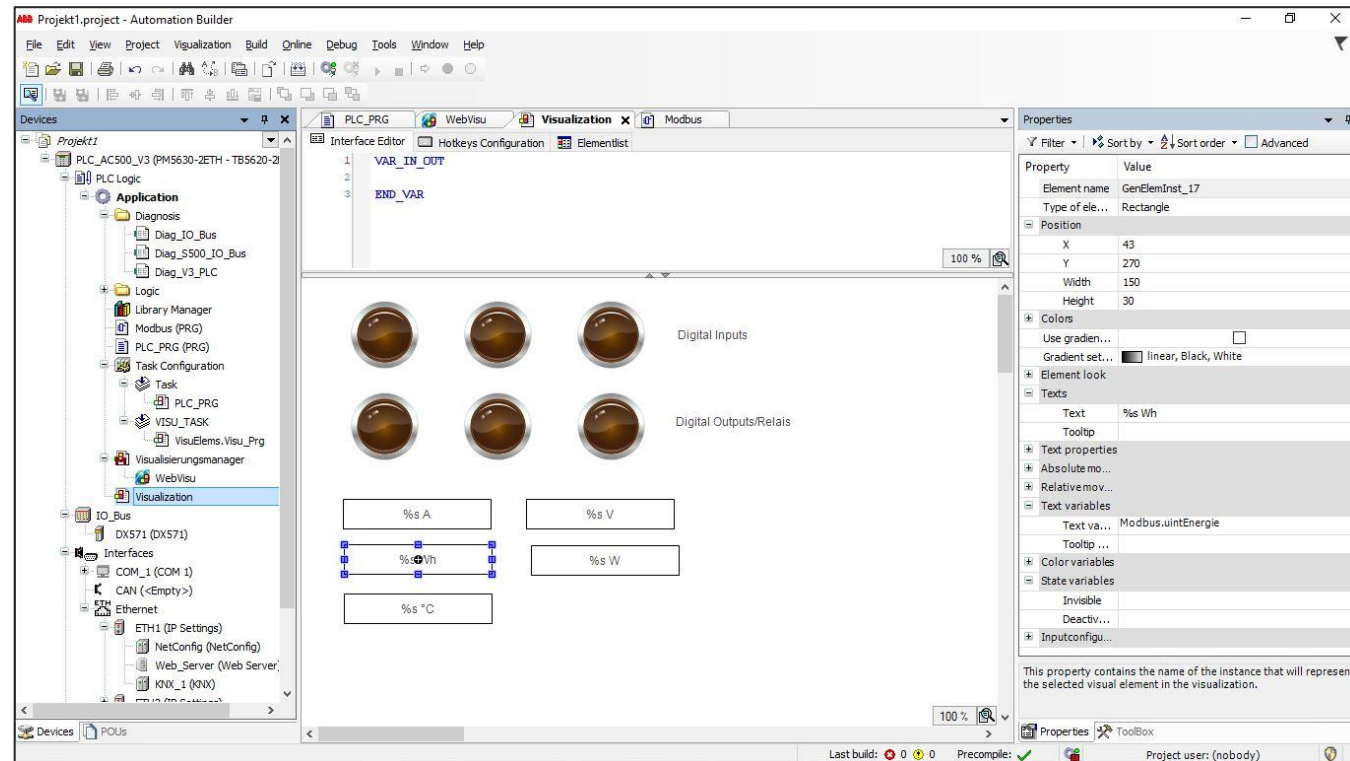 ABB Projekt1.project - Automation Builder
File Edit View Project Visualization Build Online Debug Tools Window Help
Devices
Projekt1
PLC_AC500_V3 (PM5630-2ETH - TB5620-2
PLC Logic
Application
Diagnosis
Diag_IO_Bus
Diag_S500_IO_Bus
Diag_V3_PLC
Logic
Library Manager
Modbus (PRG)
PLC_PRG (PRG)
Task Configuration
Task
PLC_PRG
VISU_TASK
VisuElems.Visu_Prg
Visualisierungsmanager
WebVisu
Visualization
IO_Bus
DX571 (DX571)
Interfaces
COM_1 (COM 1)
CAN (<Empty>)
ETH Ethernet
ETH1 (IP Settings)
NetConfig (NetConfig)
Web_Server (Web Server)
KNX_1 (KNX)
Devices POUs
PLC_PRG WebVisu Visualization Modbus
Interface Editor Hotkeys Configuration Elementlist
1 VAR_IN_OUT
2
3 END_VAR
100 %
Digital Inputs
Digital Outputs/Relais
%s A %s V
%s Wh %s W
%s °C
100 %
Properties
Filter Sort by Sort order Advanced
Property Value
Element name GenElemInst_17
Type of ele... Rectangle
Position
X 43
Y 270
Width 150
Height 30
Colors
Use gradien...
Gradient set... linear, Black, White
Element look
Texts
Text %s Wh
Tooltip
Text properties
Absolute mo...
Relative mov...
Text variables
Text va... Modbus.uintEnergie
Tooltip ...
Color variables
State variables
Invisible
Deactiv...
Inputconfigu...
This property contains the name of the instance that will represen
the selected visual element in the visualization.
Properties ToolBox
Last build: 0 0 Precompile: Project user: (nobody)